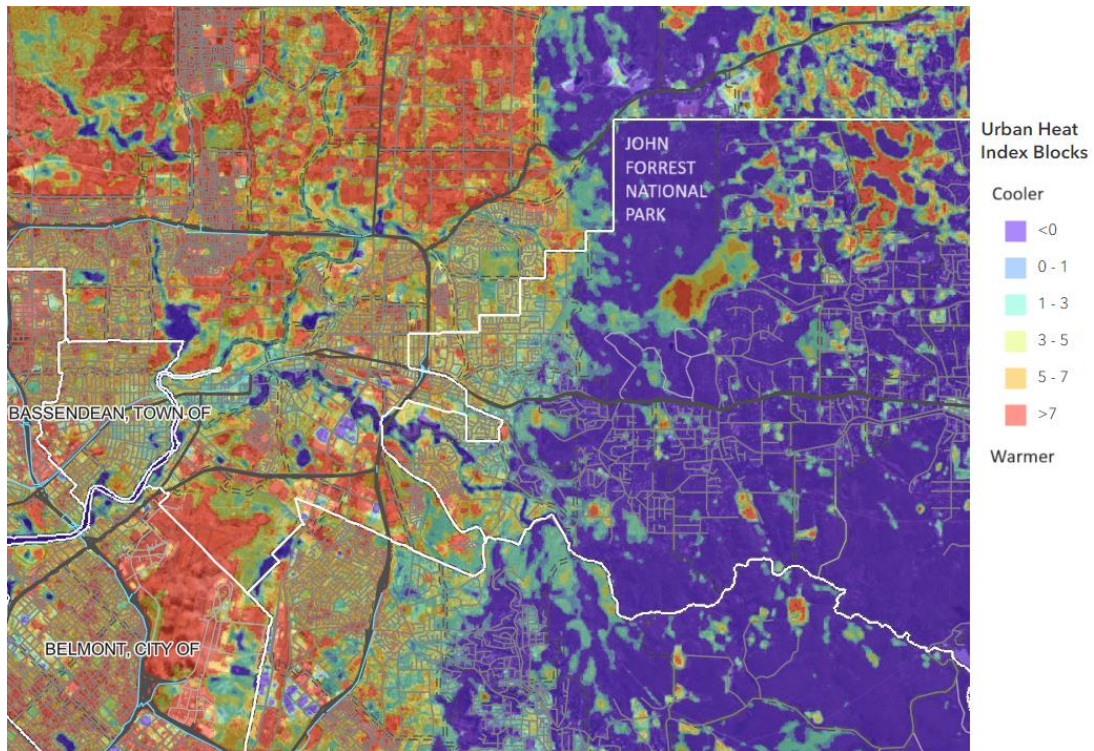 JOHN
FORREST
NATIONAL
PARK
BASSENDEAN, TOWN OF
BELMONT, CITY OF
Urban Heat
Index Blocks
Cooler
<0
0 - 1
1 - 3
3 - 5
5 - 7
>7
Warmer